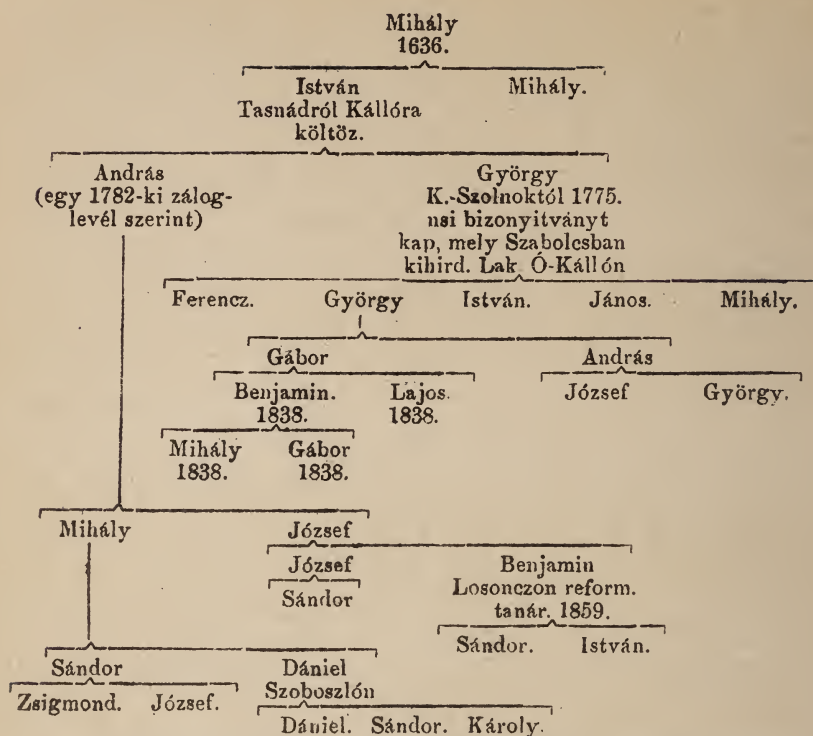 Mihály
1636.
István Mihály.
Tasnádról Kállóra
költöz.
András György
(egy 1782-ki zálog- K.-Szolnoktól 1775.
levél szerint) nsi bizonyitványt
kap, mely Szabolcsban
kihird. Lak Ó-Kállón
Ferencz. György István. János. Mihály.
Gábor András
Benjamin. Lajos. József György.
1838. 1838.
Mihály Gábor
1838. 1838.
Mihály József
József Benjamin
Sándor Losonczon reform.
tanár. 1859.
Sándor. István.
Sándor Dániel
Szoboszlón
Zsigmond. József.
Dániel. Sándor. Károly.